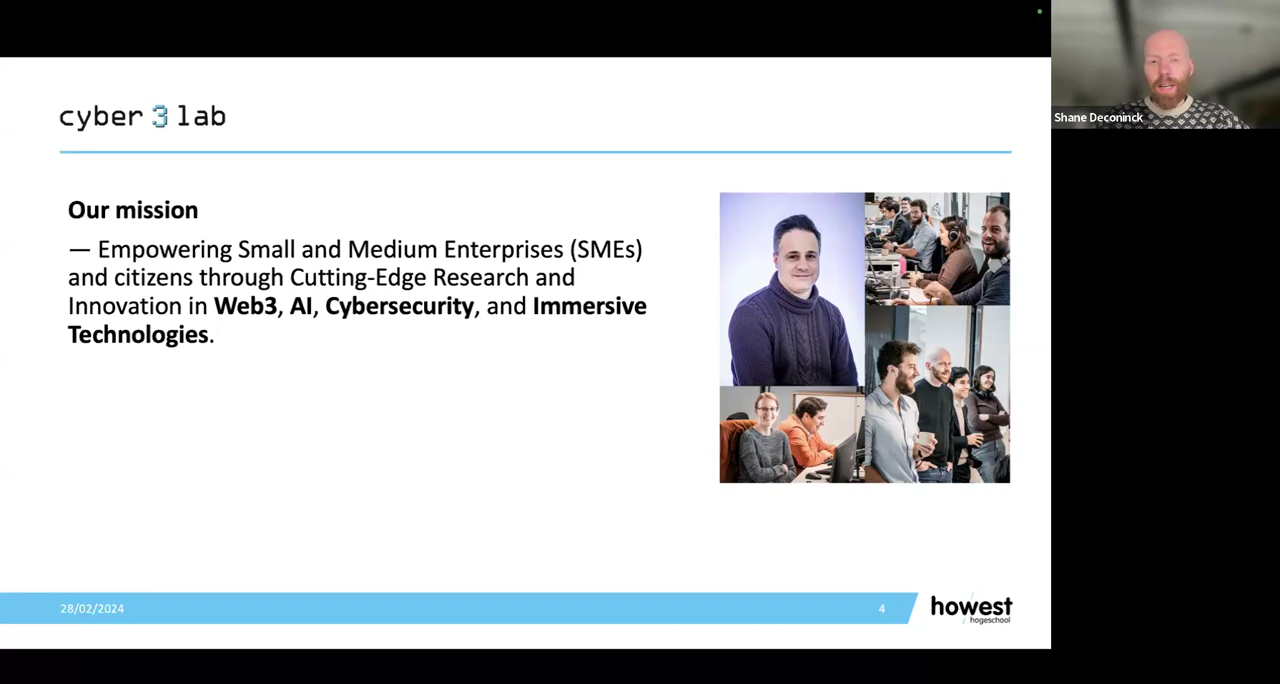 Shane Deconinck
cyber 3 lab
Our mission
— Empowering Small and Medium Enterprises (SMEs)
and citizens through Cutting-Edge Research and
Innovation in Web3, AI, Cybersecurity, and Immersive
Technologies.
28/02/2024
4
howest
hogeschool